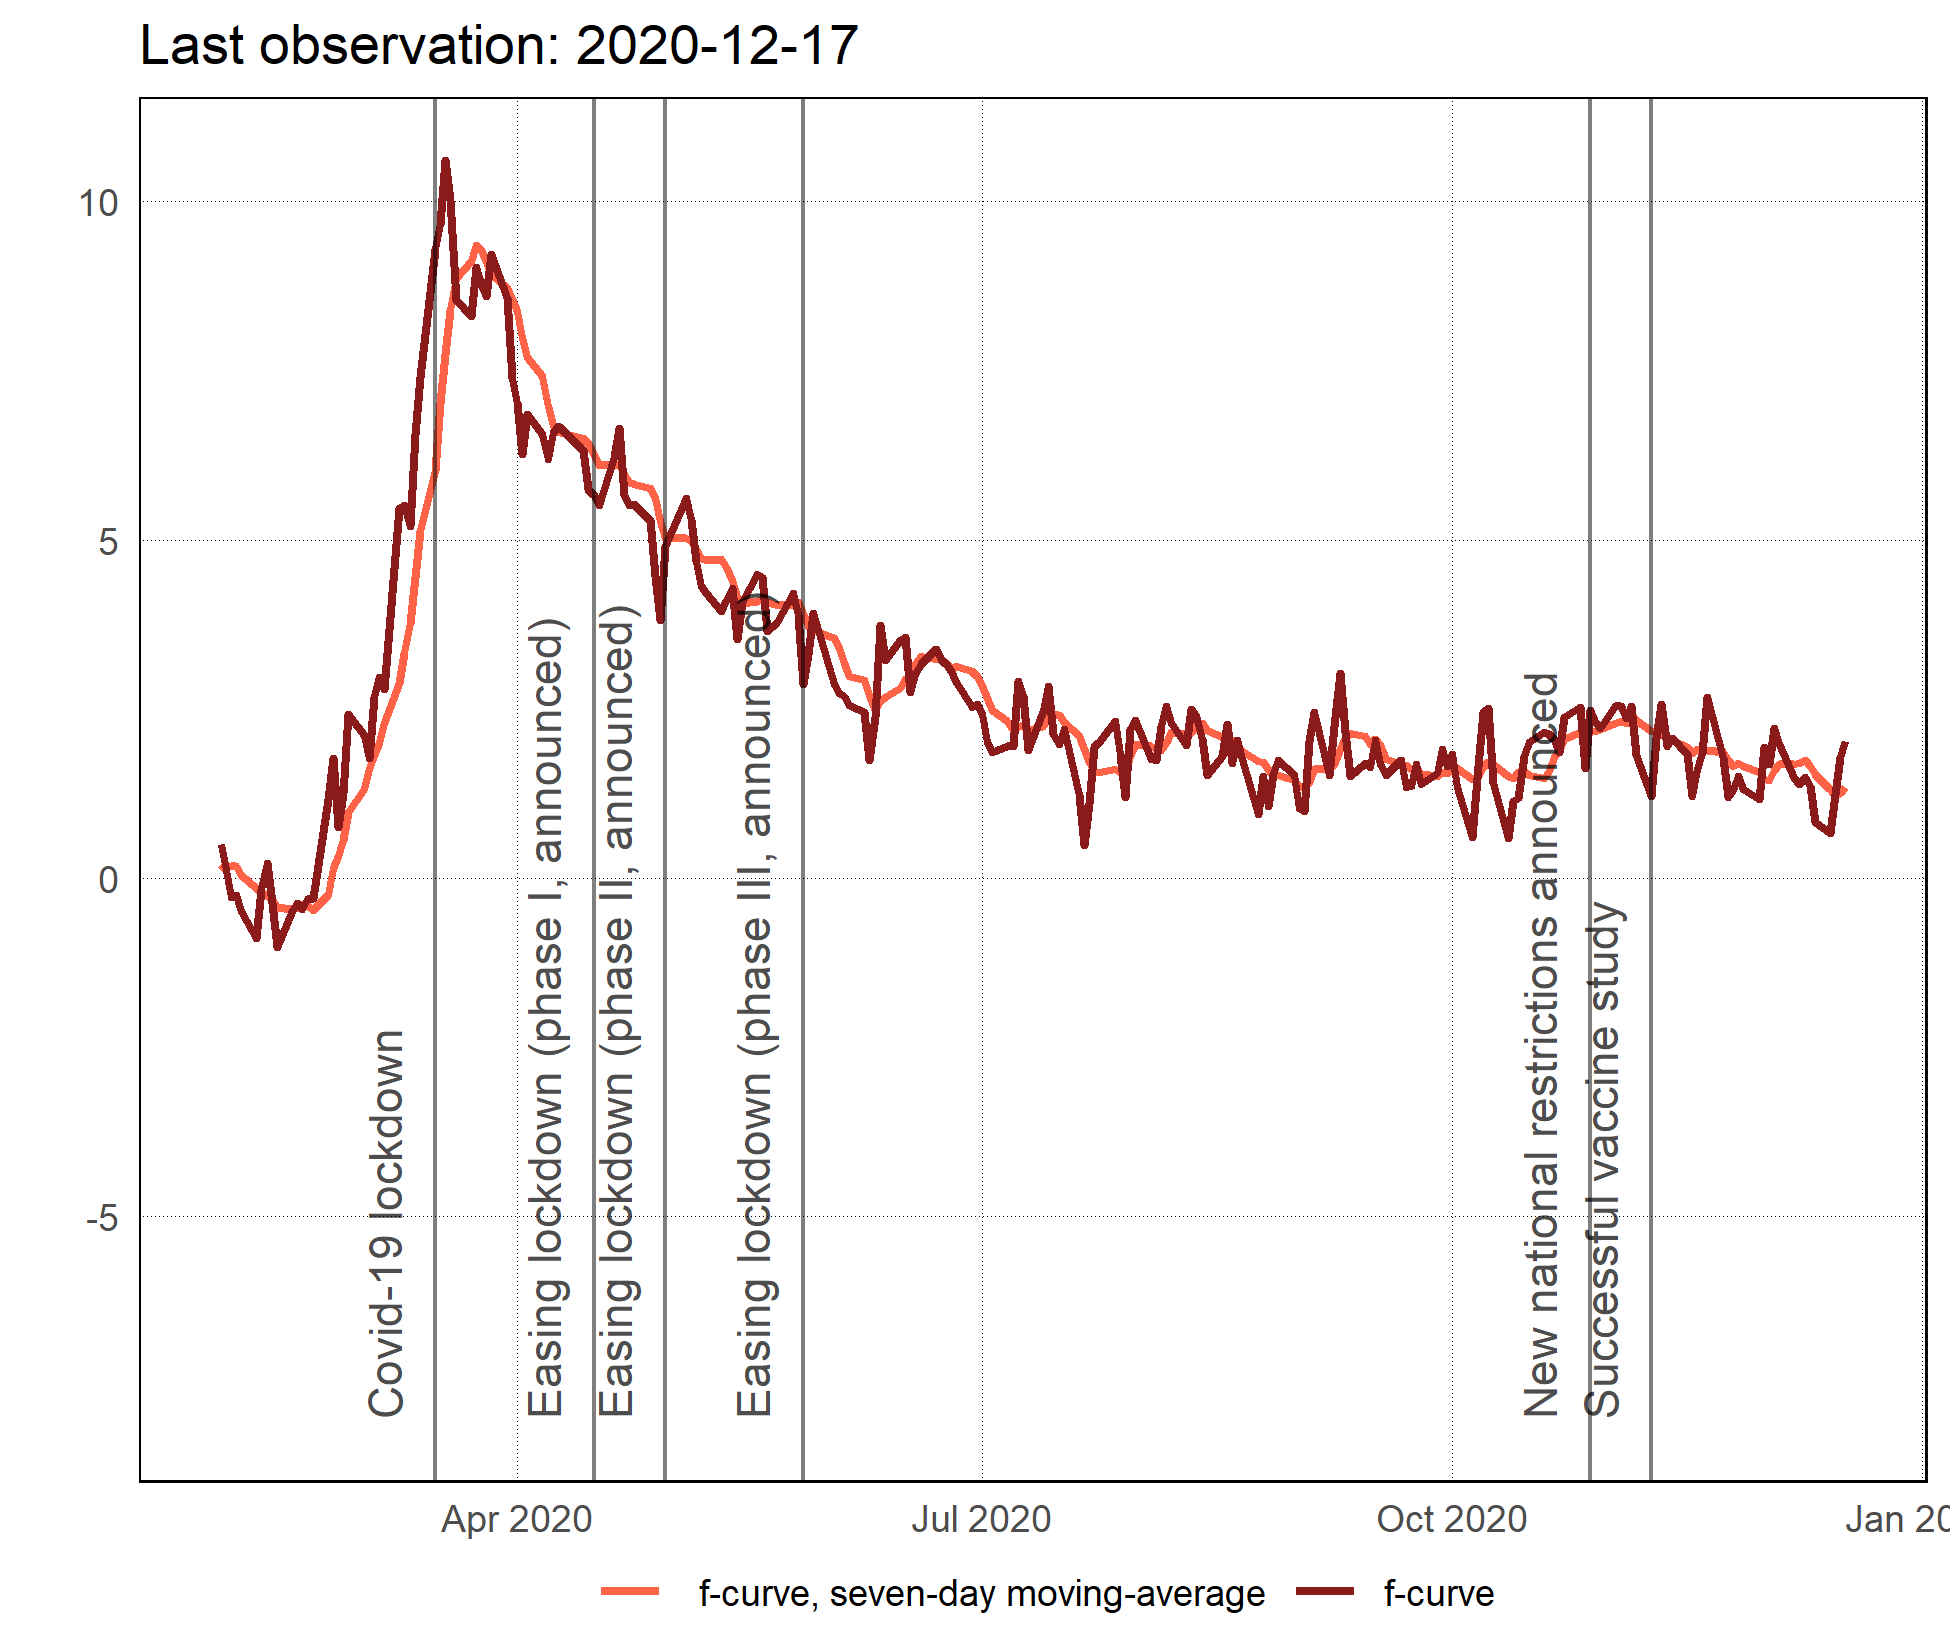 Last observation: 2020-12-17
10
5
0
-5
Covid-19 lockdown
Easing lockdown (phase I, announced)
Easing lockdown (phase II, announced)
Easing lockdown (phase III, announced)
New national restrictions announced
Successful vaccine study
Apr 2020
Jul 2020
Oct 2020
Jan 20
f-curve, seven-day moving-average
f-curve